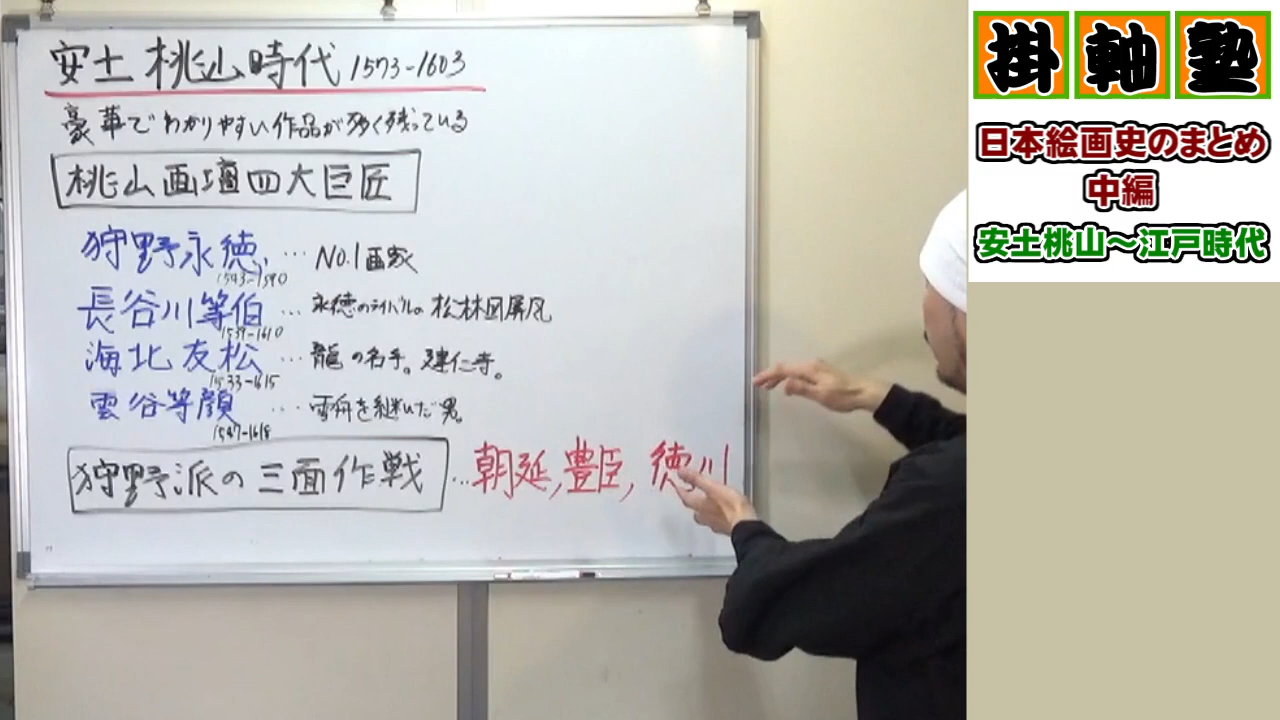 安土桃山時代 1573-1603
豪華でわかりやすい作品が多く残っている
桃山画壇四大巨匠
狩野永徳 … NO.1画家
1543-1590
長谷川等伯 … 永徳のライバル。松林図屏風
1539-1610
海北友松 … 龍の名手。建仁寺。
1533-1615
雲谷等顔 … 雪舟を継いだ男。
1547-1618
狩野派の三面作戦 … 朝廷, 豊臣, 徳川
掛軸塾
日本絵画史のまとめ
中編
安土桃山～江戸時代